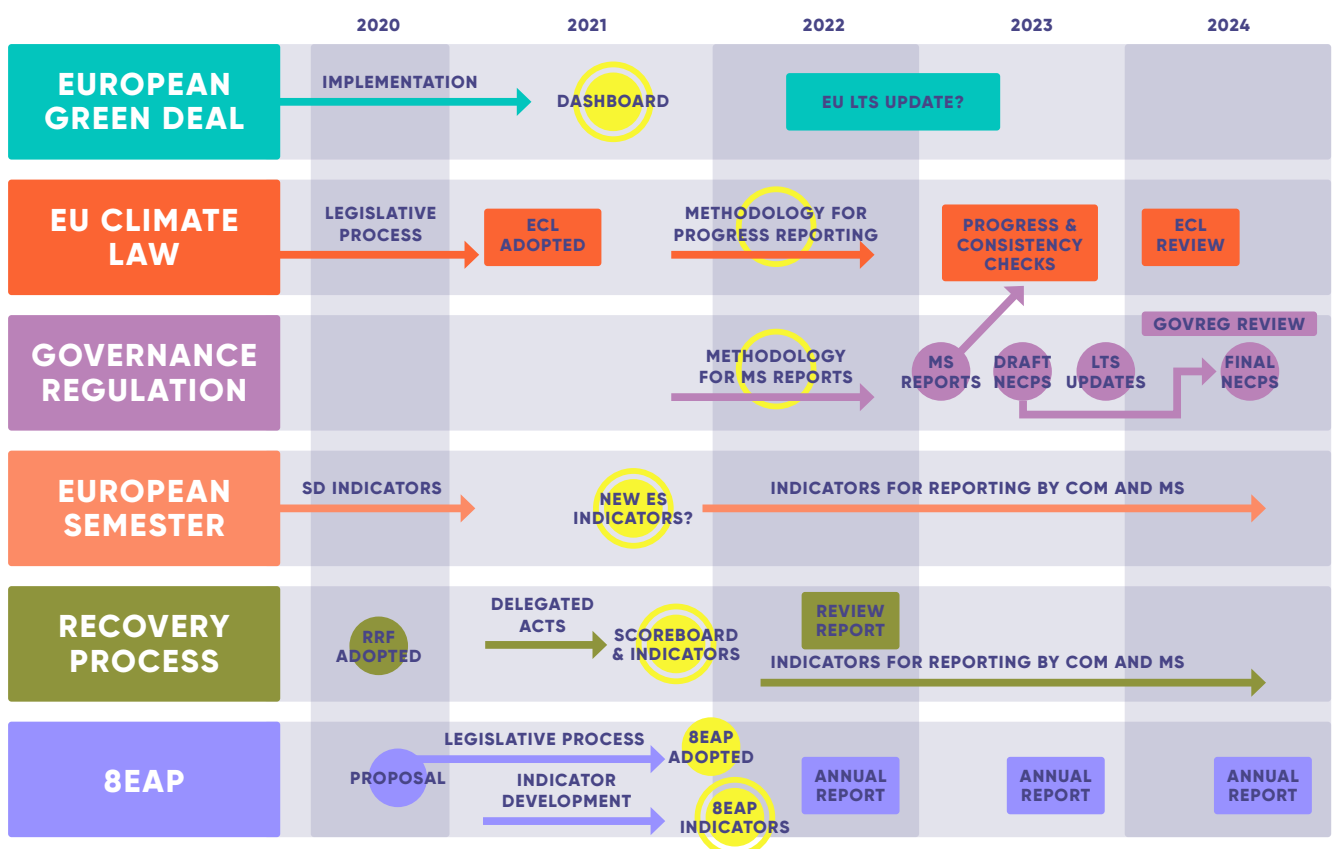 2020 2021 2022 2023 2024
EUROPEAN
GREEN DEAL
IMPLEMENTATION
DASHBOARD
EU LTS UPDATE?
EU CLIMATE
LAW
LEGISLATIVE
PROCESS
ECL
ADOPTED
METHODOLOGY FOR
PROGRESS REPORTING
PROGRESS &
CONSISTENCY
CHECKS
ECL
REVIEW
GOVERNANCE
REGULATION
METHODOLOGY
FOR MS REPORTS
MS
REPORTS
DRAFT
NECPS
LTS
UPDATES
GOVREG REVIEW
FINAL
NECPS
EUROPEAN
SEMESTER
SD INDICATORS
NEW ES
INDICATORS?
INDICATORS FOR REPORTING BY COM AND MS
RECOVERY
PROCESS
RRF
ADOPTED
DELEGATED
ACTS
SCOREBOARD
& INDICATORS
REVIEW
REPORT
INDICATORS FOR REPORTING BY COM AND MS
8EAP
PROPOSAL
LEGISLATIVE PROCESS
INDICATOR
DEVELOPMENT
8EAP
ADOPTED
8EAP
INDICATORS
ANNUAL
REPORT
ANNUAL
REPORT
ANNUAL
REPORT